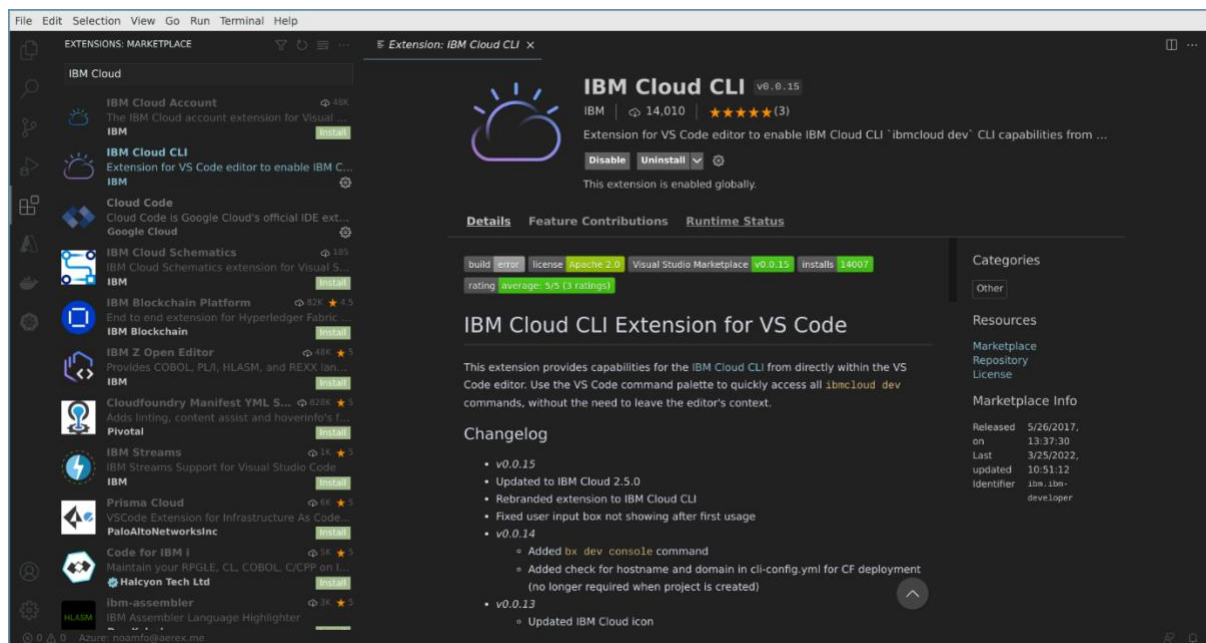 File Edit Selection View Go Run Terminal Help
EXTENSIONS: MARKETPLACE
IBM Cloud
IBM Cloud Account 48K
The IBM Cloud account extension for Visual ...
IBM Install
IBM Cloud CLI
Extension for VS Code editor to enable IBM C...
IBM
Cloud Code
Cloud Code is Google Cloud's official IDE ext...
Google Cloud
IBM Cloud Schematics 185
IBM Cloud Schematics extension for Visual S...
IBM Install
IBM Blockchain Platform 82K ★ 4.5
End to end extension for Hyperledger Fabric ...
IBM Blockchain Install
IBM Z Open Editor 48K ★ 5
Provides COBOL, PL/I, HLASM, and REXX lan...
IBM Install
Cloudfoundry Manifest YML S... 828K ★ 5
Adds linting, content assist and hoverinfo's f...
Pivotal Install
IBM Streams 1K ★ 5
IBM Streams Support for Visual Studio Code
IBM Install
Prisma Cloud 6K ★ 5
VSCode Extension for Infrastructure As Code...
PaloAltoNetworksInc Install
Code for IBM i 5K ★ 5
Maintain your RPGLE, CL, COBOL, C/CPP on I...
Halcyon Tech Ltd Install
HLASM
ibm-assembler 3K ★ 5
IBM Assembler Language Highlighter
Install
Extension: IBM Cloud CLI ×
IBM Cloud CLI v0.0.15
IBM | 14,010 | ★★★★★(3)
Extension for VS Code editor to enable IBM Cloud CLI `ibmcloud dev` CLI capabilities from ...
Disable Uninstall
This extension is enabled globally.
Details Feature Contributions Runtime Status
build error license Apache 2.0 Visual Studio Marketplace v0.0.15 installs 14007
rating average: 5/5 (3 ratings)
IBM Cloud CLI Extension for VS Code
This extension provides capabilities for the IBM Cloud CLI from directly within the VS
Code editor. Use the VS Code command palette to quickly access all ibmcloud dev
commands, without the need to leave the editor's context.
Changelog
• v0.0.15
• Updated to IBM Cloud 2.5.0
• Rebranded extension to IBM Cloud CLI
• Fixed user input box not showing after first usage
• v0.0.14
◦ Added bx dev console command
◦ Added check for hostname and domain in cli-config.yml for CF deployment
(no longer required when project is created)
• v0.0.13
◦ Updated IBM Cloud icon
Categories
Other
Resources
Marketplace
Repository
License
Marketplace Info
Released on 5/26/2017, 13:37:30
Last updated 3/25/2022, 10:51:12
Identifier ibm.ibm-developer
0 0 Azure: noamfo@aerex.me